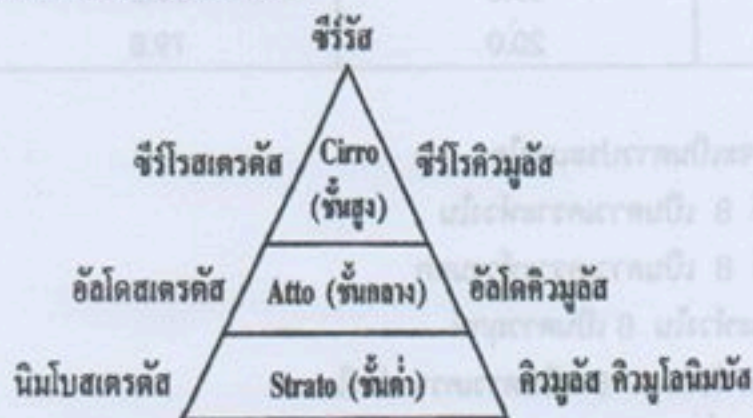 ซีร์รัส
ซีร์โรสเตรตัส Cirro ซีร์โรคิวมูลัส
(ชั้นสูง)
อัลโตสเตรตัส Atto (ชั้นกลาง) อัลโตคิวมูลัส
นิมโบสเตรตัส Strato (ชั้นต่ำ) คิวมูลัส คิวมูโลนิมบัส